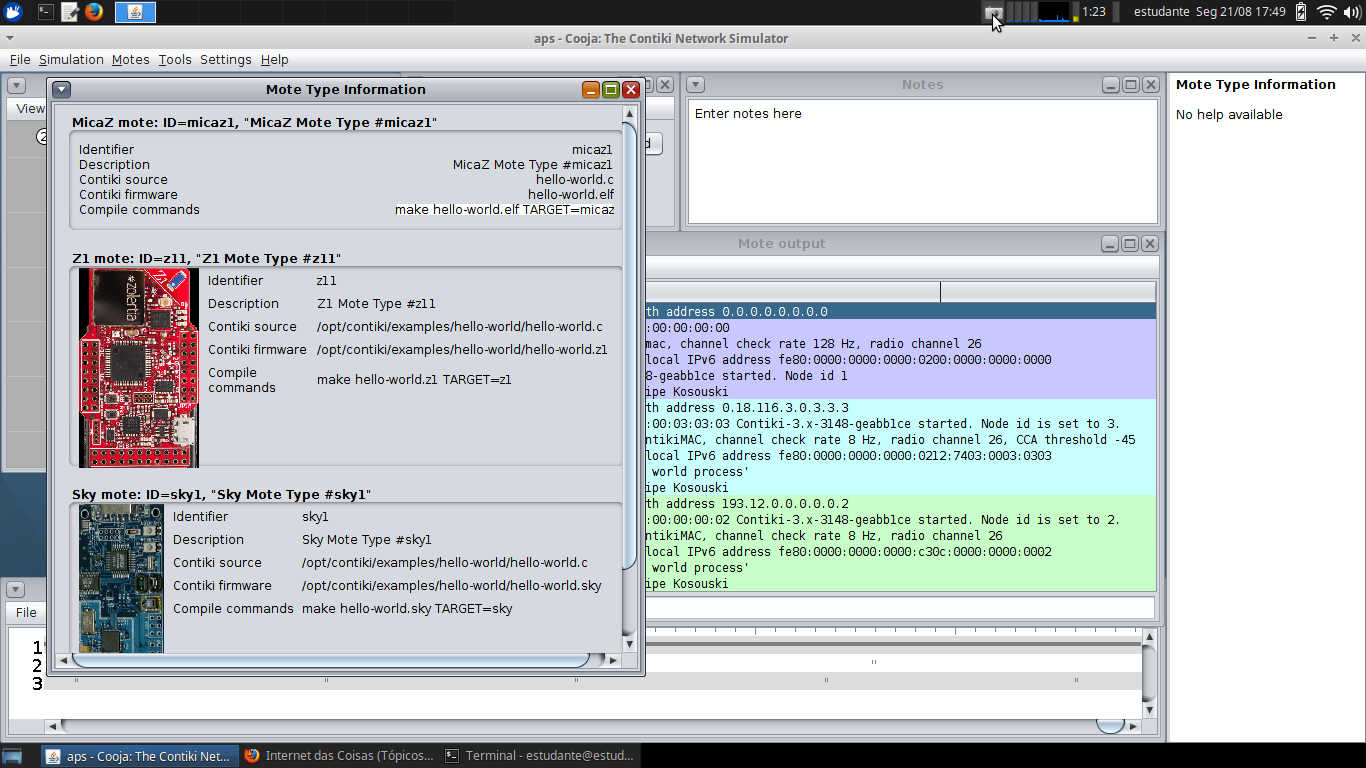 1:23
estudante Seg 21/08 17:49
aps - Cooja: The Contiki Network Simulator
File Simulation Motes Tools Settings Help
View
Mote Type Information
MicaZ mote: ID=micaz1, "MicaZ Mote Type #micaz1"
Identifier micaz1
Description MicaZ Mote Type #micaz1
Contiki source hello-world.c
Contiki firmware hello-world.elf
Compile commands make hello-world.elf TARGET=micaz
Z1 mote: ID=z11, "Z1 Mote Type #z11"
zolertia
Z1
Identifier z11
Description Z1 Mote Type #z11
Contiki source /opt/contiki/examples/hello-world/hello-world.c
Contiki firmware /opt/contiki/examples/hello-world/hello-world.z1
Compile commands make hello-world.z1 TARGET=z1
Sky mote: ID=sky1, "Sky Mote Type #sky1"
Identifier sky1
Description Sky Mote Type #sky1
Contiki source /opt/contiki/examples/hello-world/hello-world.c
Contiki firmware /opt/contiki/examples/hello-world/hello-world.sky
Compile commands make hello-world.sky TARGET=sky
Notes
Enter notes here
Mote Type Information
No help available
Mote output
th address 0.0.0.0.0.0.0.0
:00:00:00:00
mac, channel check rate 128 Hz, radio channel 26
local IPv6 address fe80:0000:0000:0000:0200:0000:0000:0000
3-geabb1ce started. Node id 1
ipe Kosouski
th address 0.18.116.3.0.3.3.3
:00:03:03:03 Contiki-3.x-3148-geabb1ce started. Node id is set to 3.
ntikiMAC, channel check rate 8 Hz, radio channel 26, CCA threshold -45
local IPv6 address fe80:0000:0000:0000:0212:7403:0003:0303
world process'
ipe Kosouski
th address 193.12.0.0.0.0.0.2
:00:00:00:02 Contiki-3.x-3148-geabb1ce started. Node id is set to 2.
ntikiMAC, channel check rate 8 Hz, radio channel 26
local IPv6 address fe80:0000:0000:0000:c30c:0000:0000:0002
world process'
ipe Kosouski
File
1
2
3
aps - Cooja: The Contiki Net...
Internet das Coisas (Tópicos...
Terminal - estudante@estud...